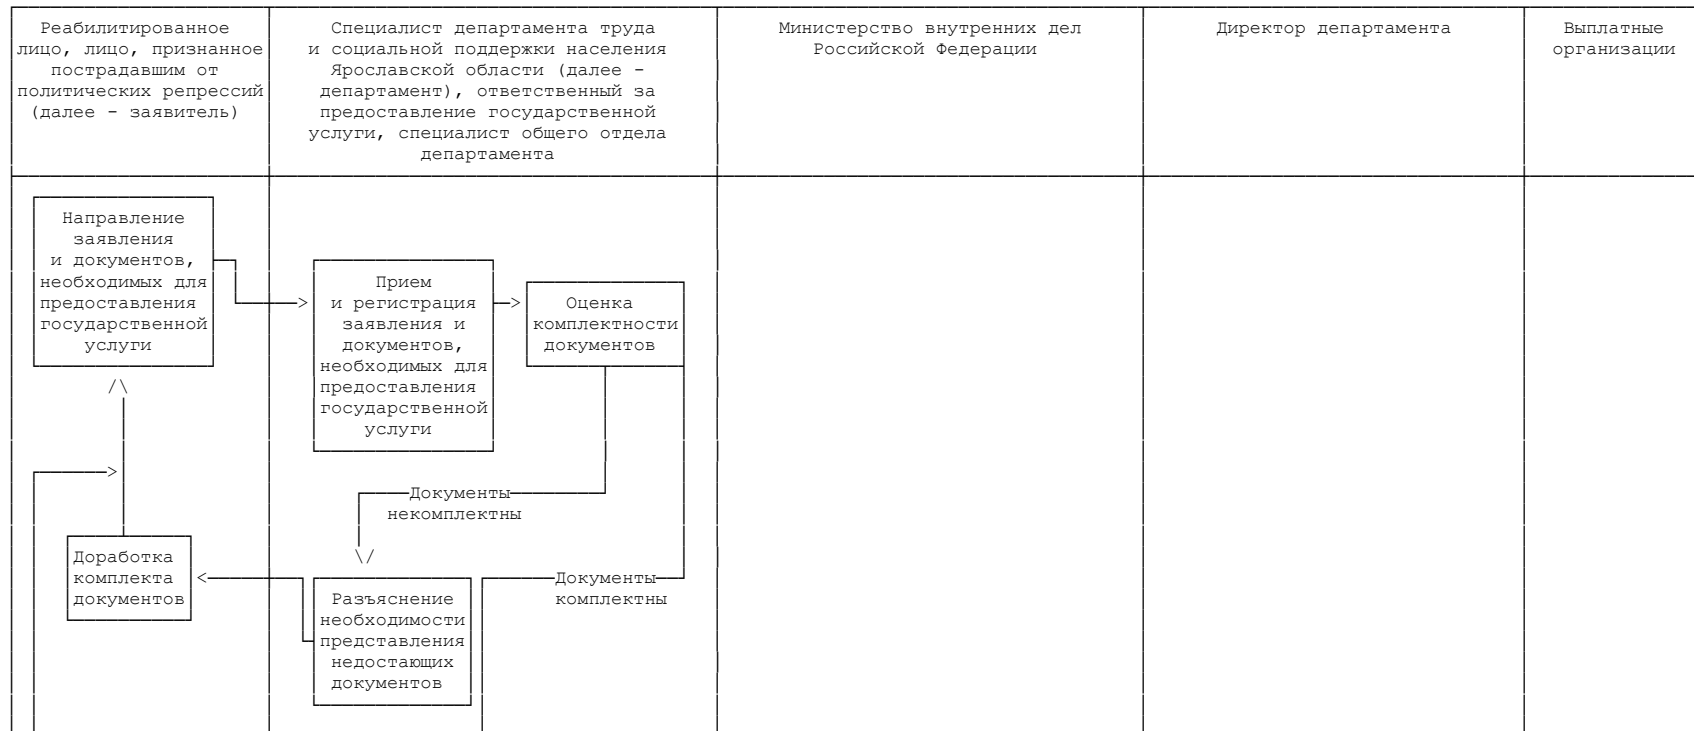 Реабилитированное
лицо, лицо, признанное
пострадавшим от
политических репрессий
(далее - заявитель)
Специалист департамента труда
и социальной поддержки населения
Ярославской области (далее -
департамент), ответственный за
предоставление государственной
услуги, специалист общего отдела
департамента
Министерство внутренних дел
Российской Федерации
Директор департамента
Выплатные
организации
Направление
заявления
и документов,
необходимых для
предоставления
государственной
услуги
Прием
и регистрация
заявления и
документов,
необходимых для
предоставления
государственной
услуги
Оценка
комплектности
документов
Документы
некомплектны
Доработка
комплекта
документов
Документы
комплектны
Разъяснение
необходимости
представления
недостающих
документов